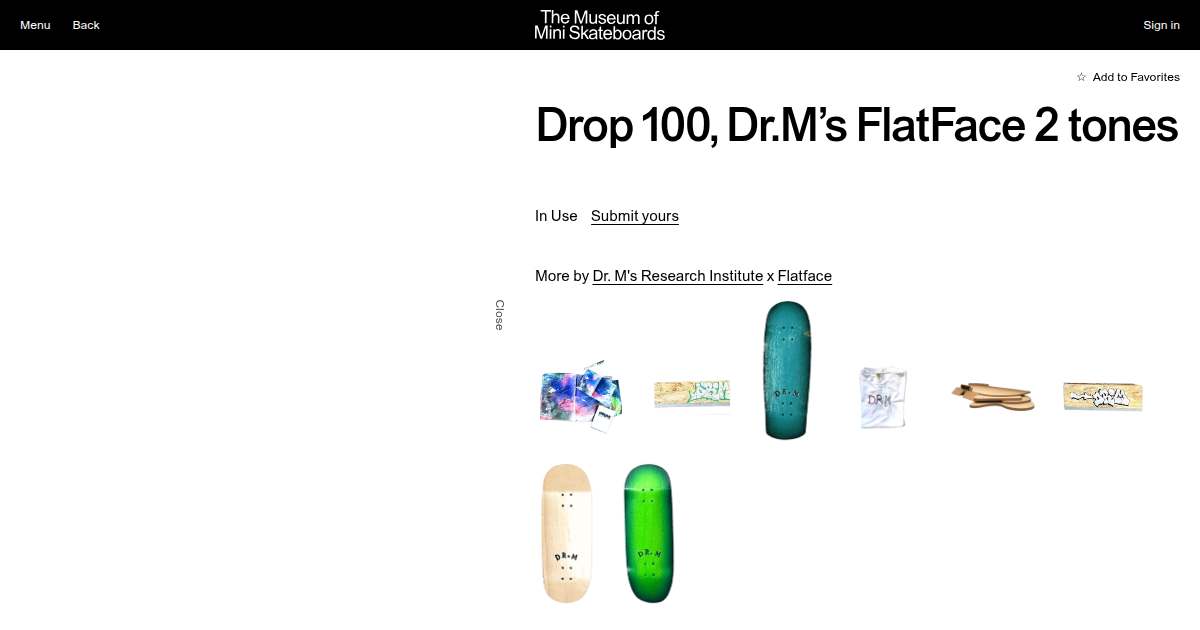 Menu
Back
The Museum of
Mini Skateboards
Sign in
☆ Add to Favorites
Drop 100, Dr.M’s FlatFace 2 tones
In Use Submit yours
More by Dr. M's Research Institute x Flatface
Close
DR.M
DRM
DR.M
DR.M